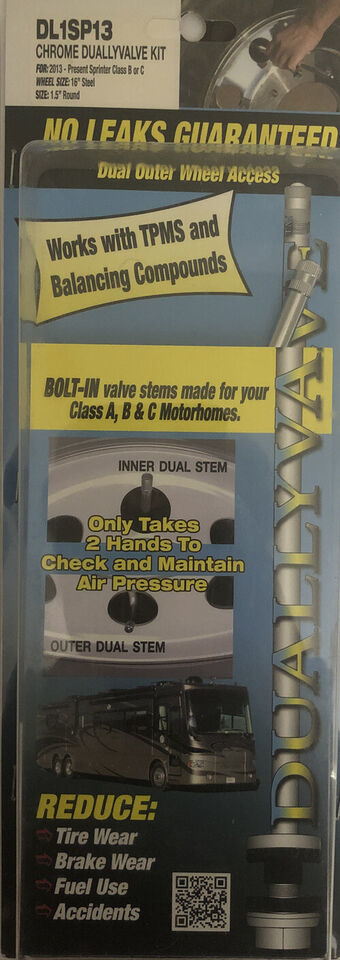 DL1SP13
CHROME DUALLYVALVE KIT
FOR: 2013 - Present Sprinter Class B or C
WHEEL SIZE: 16" Steel
SIZE: 1.5" Round
NO LEAKS GUARANTEED
Dual Outer Wheel Access
Works with TPMS and
Balancing Compounds
BOLT-IN valve stems made for your
Class A, B & C Motorhomes.
INNER DUAL STEM
Only Takes
2 Hands To
Check and Maintain
Air Pressure
OUTER DUAL STEM
DUALLYVALVE
REDUCE:
Tire Wear
Brake Wear
Fuel Use
Accidents